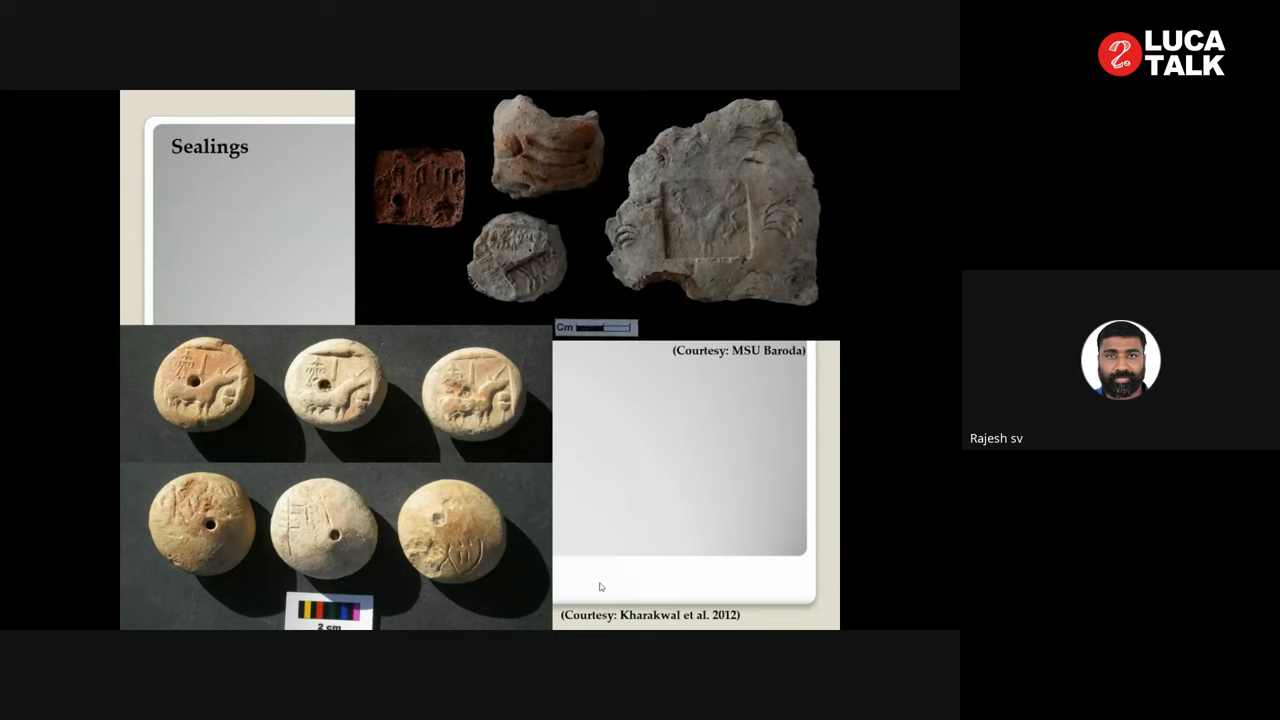 LUCA
TALK
Sealings
Cm
(Courtesy: MSU Baroda)
Rajesh sv
(Courtesy: Kharakwal et al. 2012)
2 cm